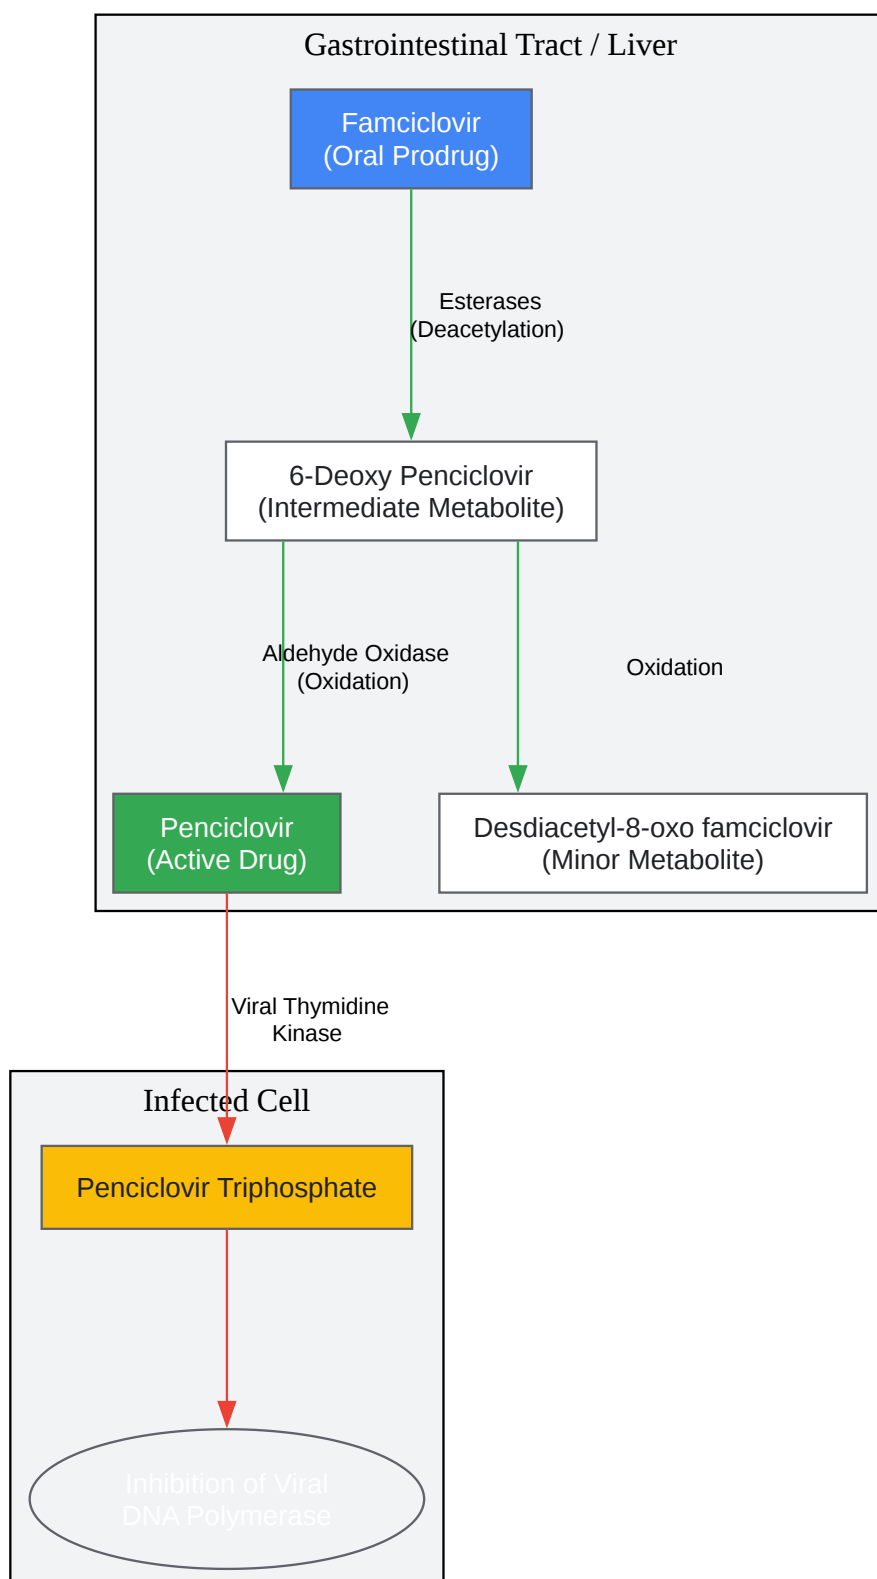 Gastrointestinal Tract / Liver
Famciclovir
(Oral Prodrug)
Esterases
(Deacetylation)
6-Deoxy Penciclovir
(Intermediate Metabolite)
Aldehyde Oxidase
(Oxidation)
Oxidation
Penciclovir
(Active Drug)
Desdiacetyl-8-oxo famciclovir
(Minor Metabolite)
Viral Thymidine
Kinase
Infected Cell
Penciclovir Triphosphate
Inhibition of Viral
DNA Polymerase